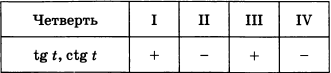 Четверть I II III IV
tg t, ctg t + − + −